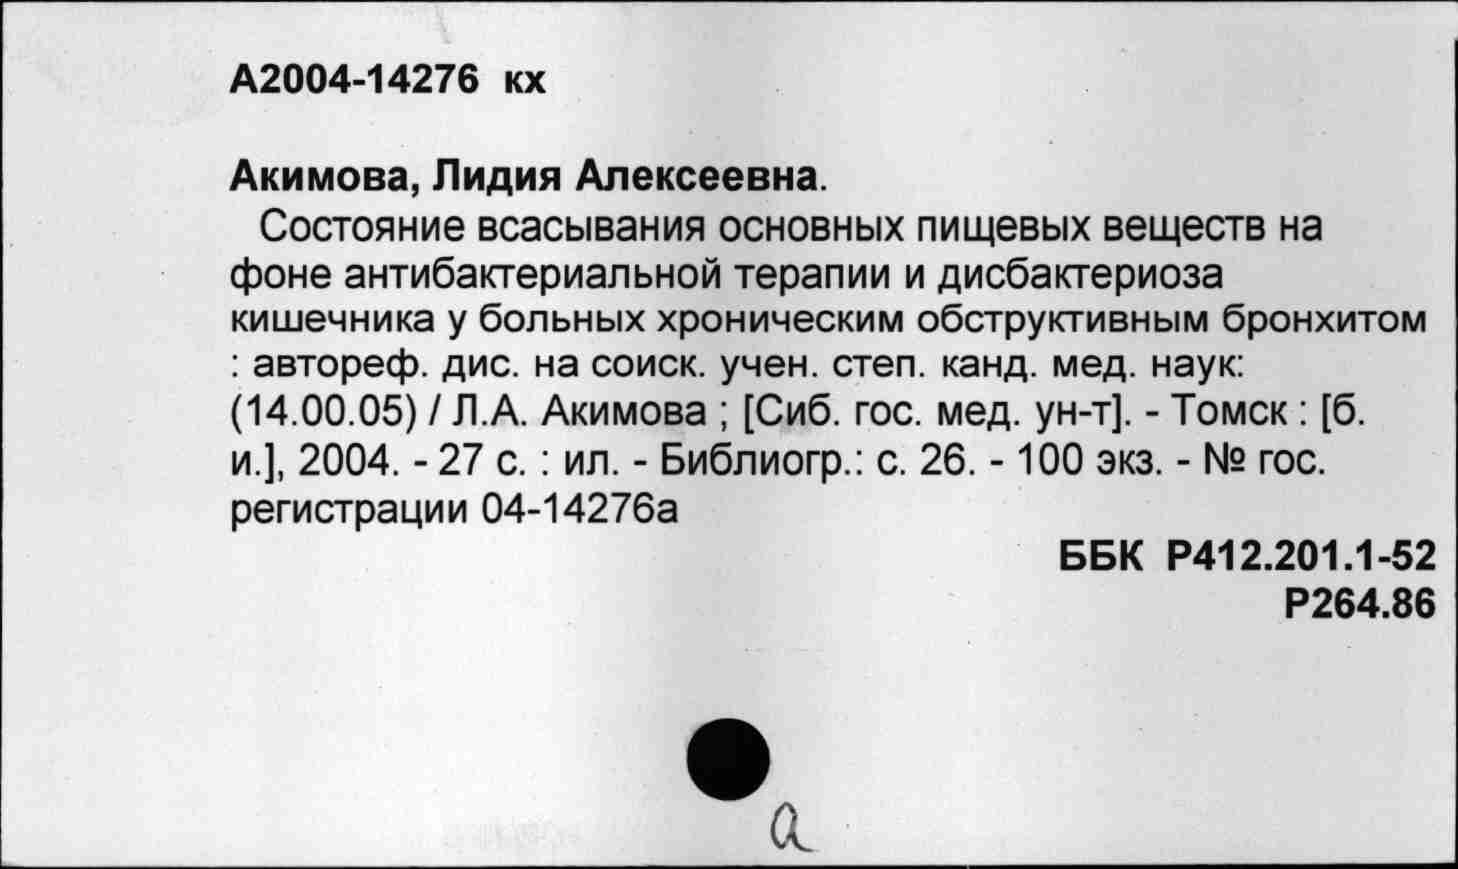 А2004-14276 кх
Акимова, Лидия Алексеевна.
Состояние всасывания основных пищевых веществ на
фоне антибактериальной терапии и дисбактериоза
кишечника у больных хроническим обструктивным бронхитом
: автореф. дис. на соиск. учен. степ. канд. мед. наук:
(14.00.05) / Л.А. Акимова ; [Сиб. гос. мед. ун-т]. - Томск : [б.
и.], 2004. - 27 с. : ил. - Библиогр.: с. 26. - 100 экз. - № гос.
регистрации 04-14276а
ББК Р412.201.1-52
Р264.86
а